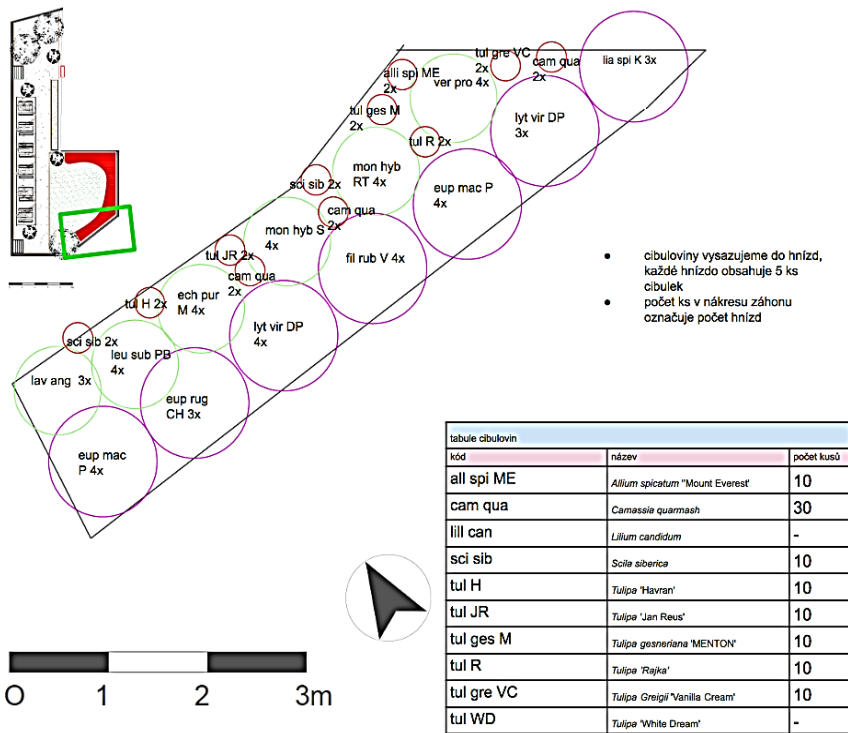 tul gre VC
2x
cam qua
2x
lia spi K 3x
alli spi ME
2x
ver pro 4x
tul ges M
2x
lyt vir DP
3x
tul R 2x
mon hyb
RT 4x
sci sib 2x
eup mac P
4x
cam qua
2x
mon hyb S
4x
tul JR 2x
fil rub V 4x
cam qua
2x
ech pur
M 4x
tul H 2x
lyt vir DP
4x
sci sib 2x
leu sub PB
4x
lav ang 3x
eup rug
CH 3x
eup mac
P 4x
• cibuloviny vysazujeme do hnízd,
každé hnízdo obsahuje 5 ks
cibulek
• počet ks v nákresu záhonu
označuje počet hnízd
tabule cibulovin
kód název počet kusů
all spi ME Allium spicatum "Mount Everest' 10
cam qua Camassia quarmash 30
lill can Lilium candidum -
sci sib Scila siberica 10
tul H Tulipa 'Havran' 10
tul JR Tulipa 'Jan Reus' 10
tul ges M Tulipa gesneriana 'MENTON' 10
tul R Tulipa 'Rajka' 10
tul gre VC Tulipa Greigii "Vanilla Cream' 10
tul WD Tulipa 'White Dream' -
O 1 2 3m